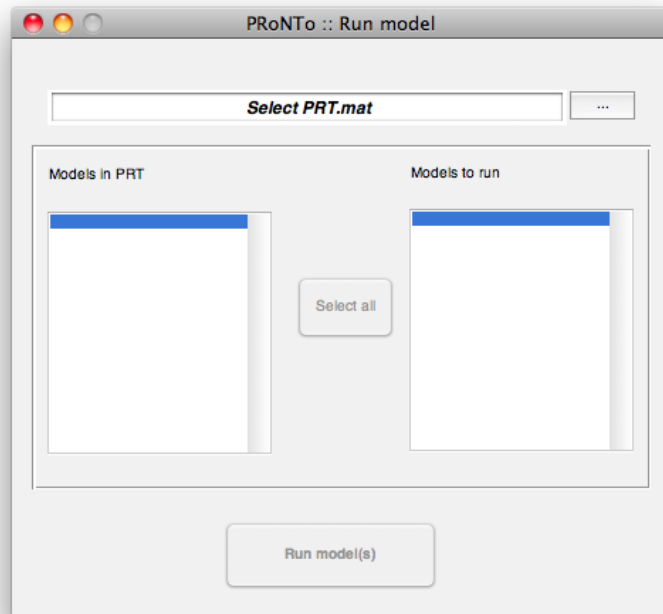 PRoNTo :: Run model
Select PRT.mat
...
Models in PRT
Models to run
Select all
Run model(s)